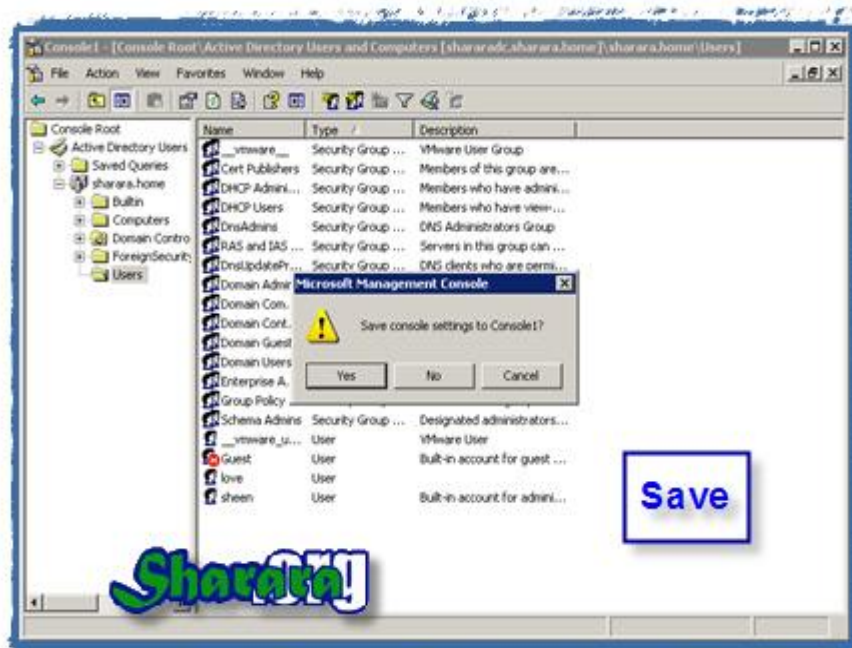 Console1 - [Console Root\Active Directory Users and Computers [shararadc.sharara.home]\sharara.home\Users]
File Action View Favorites Window Help
Console Root
Active Directory Users
Saved Queries
sharara.home
Builtin
Computers
Domain Contro
ForeignSecurit
Users
Name Type Description
__vmware__ Security Group ... VMware User Group
Cert Publishers Security Group ... Members of this group are...
DHCP Admini... Security Group ... Members who have admini...
DHCP Users Security Group ... Members who have view-...
DnsAdmins Security Group ... DNS Administrators Group
RAS and IAS ... Security Group ... Servers in this group can ...
DnsUpdatePr... Security Group ... DNS clients who are permi...
Domain Admin
Domain Com.
Domain Cont.
Domain Guest
Domain Users
Enterprise A.
Group Policy
Schema Admins Security Group ... Designated administrators...
__vmware_u... User VMware User
Guest User Built-in account for guest ...
love User
sheen User Built-in account for admini...
Microsoft Management Console
Save console settings to Console1?
Yes No Cancel
Save
Sharara.org